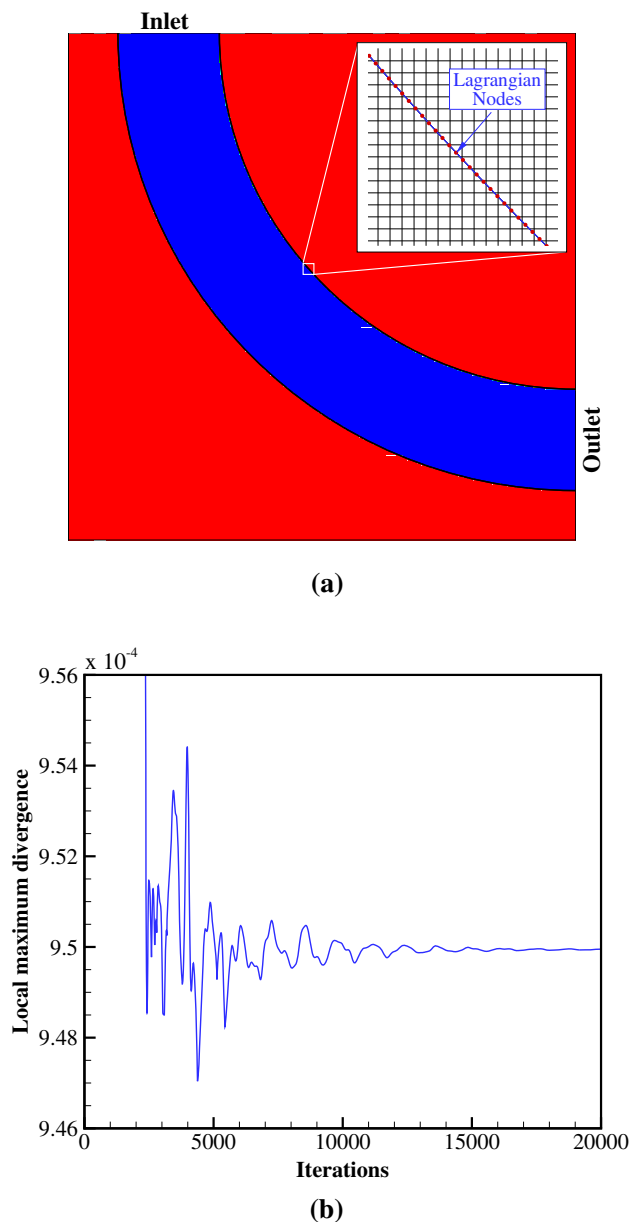 Inlet
Lagrangian
Nodes
Outlet
(a)
x 10-4
9.56
9.54
9.52
9.5
9.48
9.46
Local maximum divergence
0
5000
10000
15000
20000
Iterations
(b)